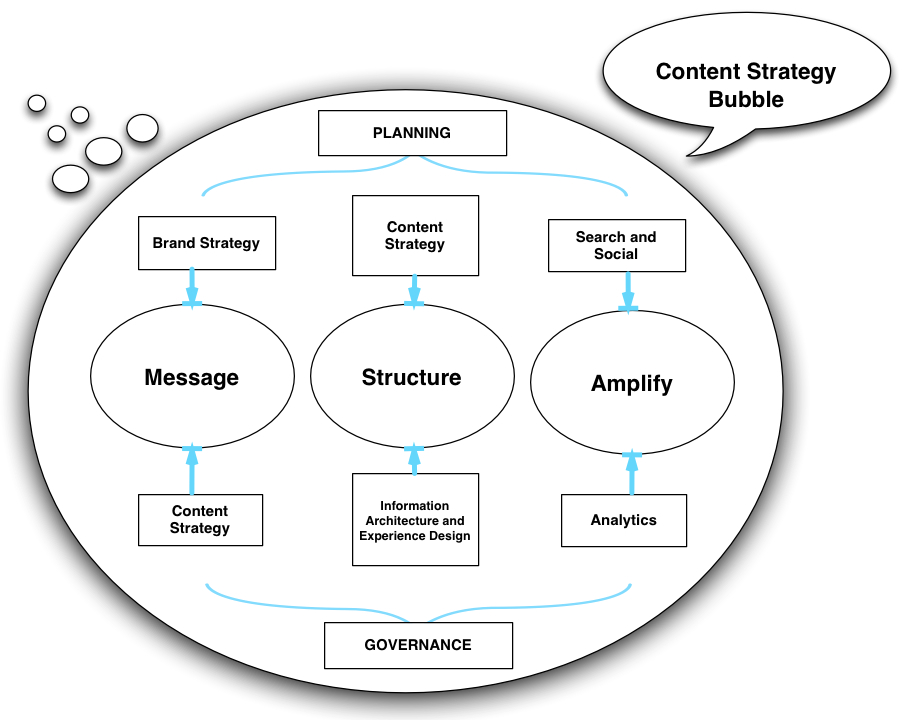 Content Strategy
Bubble
PLANNING
Brand Strategy
Content
Strategy
Search and
Social
Message
Structure
Amplify
Content
Strategy
Information
Architecture and
Experience Design
Analytics
GOVERNANCE